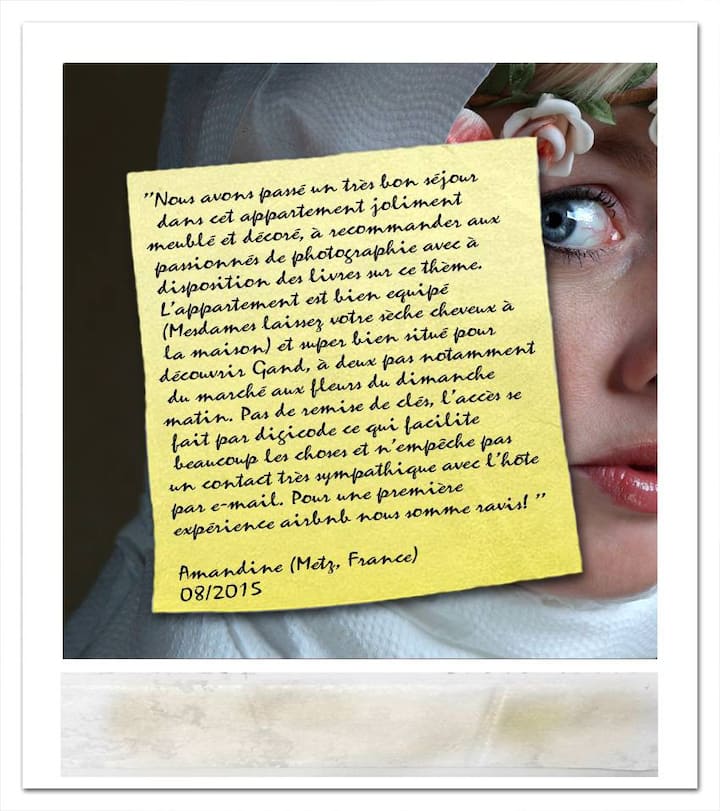 "Nous avons passé un très bon séjour
dans cet appartement joliment
meublé et décoré, à recommander aux
passionnés de photographie avec à
disposition des livres sur ce thème.
L'appartement est bien equipé
(Mesdames laissez votre sèche cheveux à
la maison) et super bien situé pour
découvrir Gand, à deux pas notamment
du marché aux fleurs du dimanche
matin. Pas de remise de clés, l'accès se
fait par digicode ce qui facilite
beaucoup les choses et n'empêche pas
un contact très sympathique avec l'hôte
par e-mail. Pour une première
expérience airbnb nous somme ravis! "
Amandine (Metz, France)
08/2015